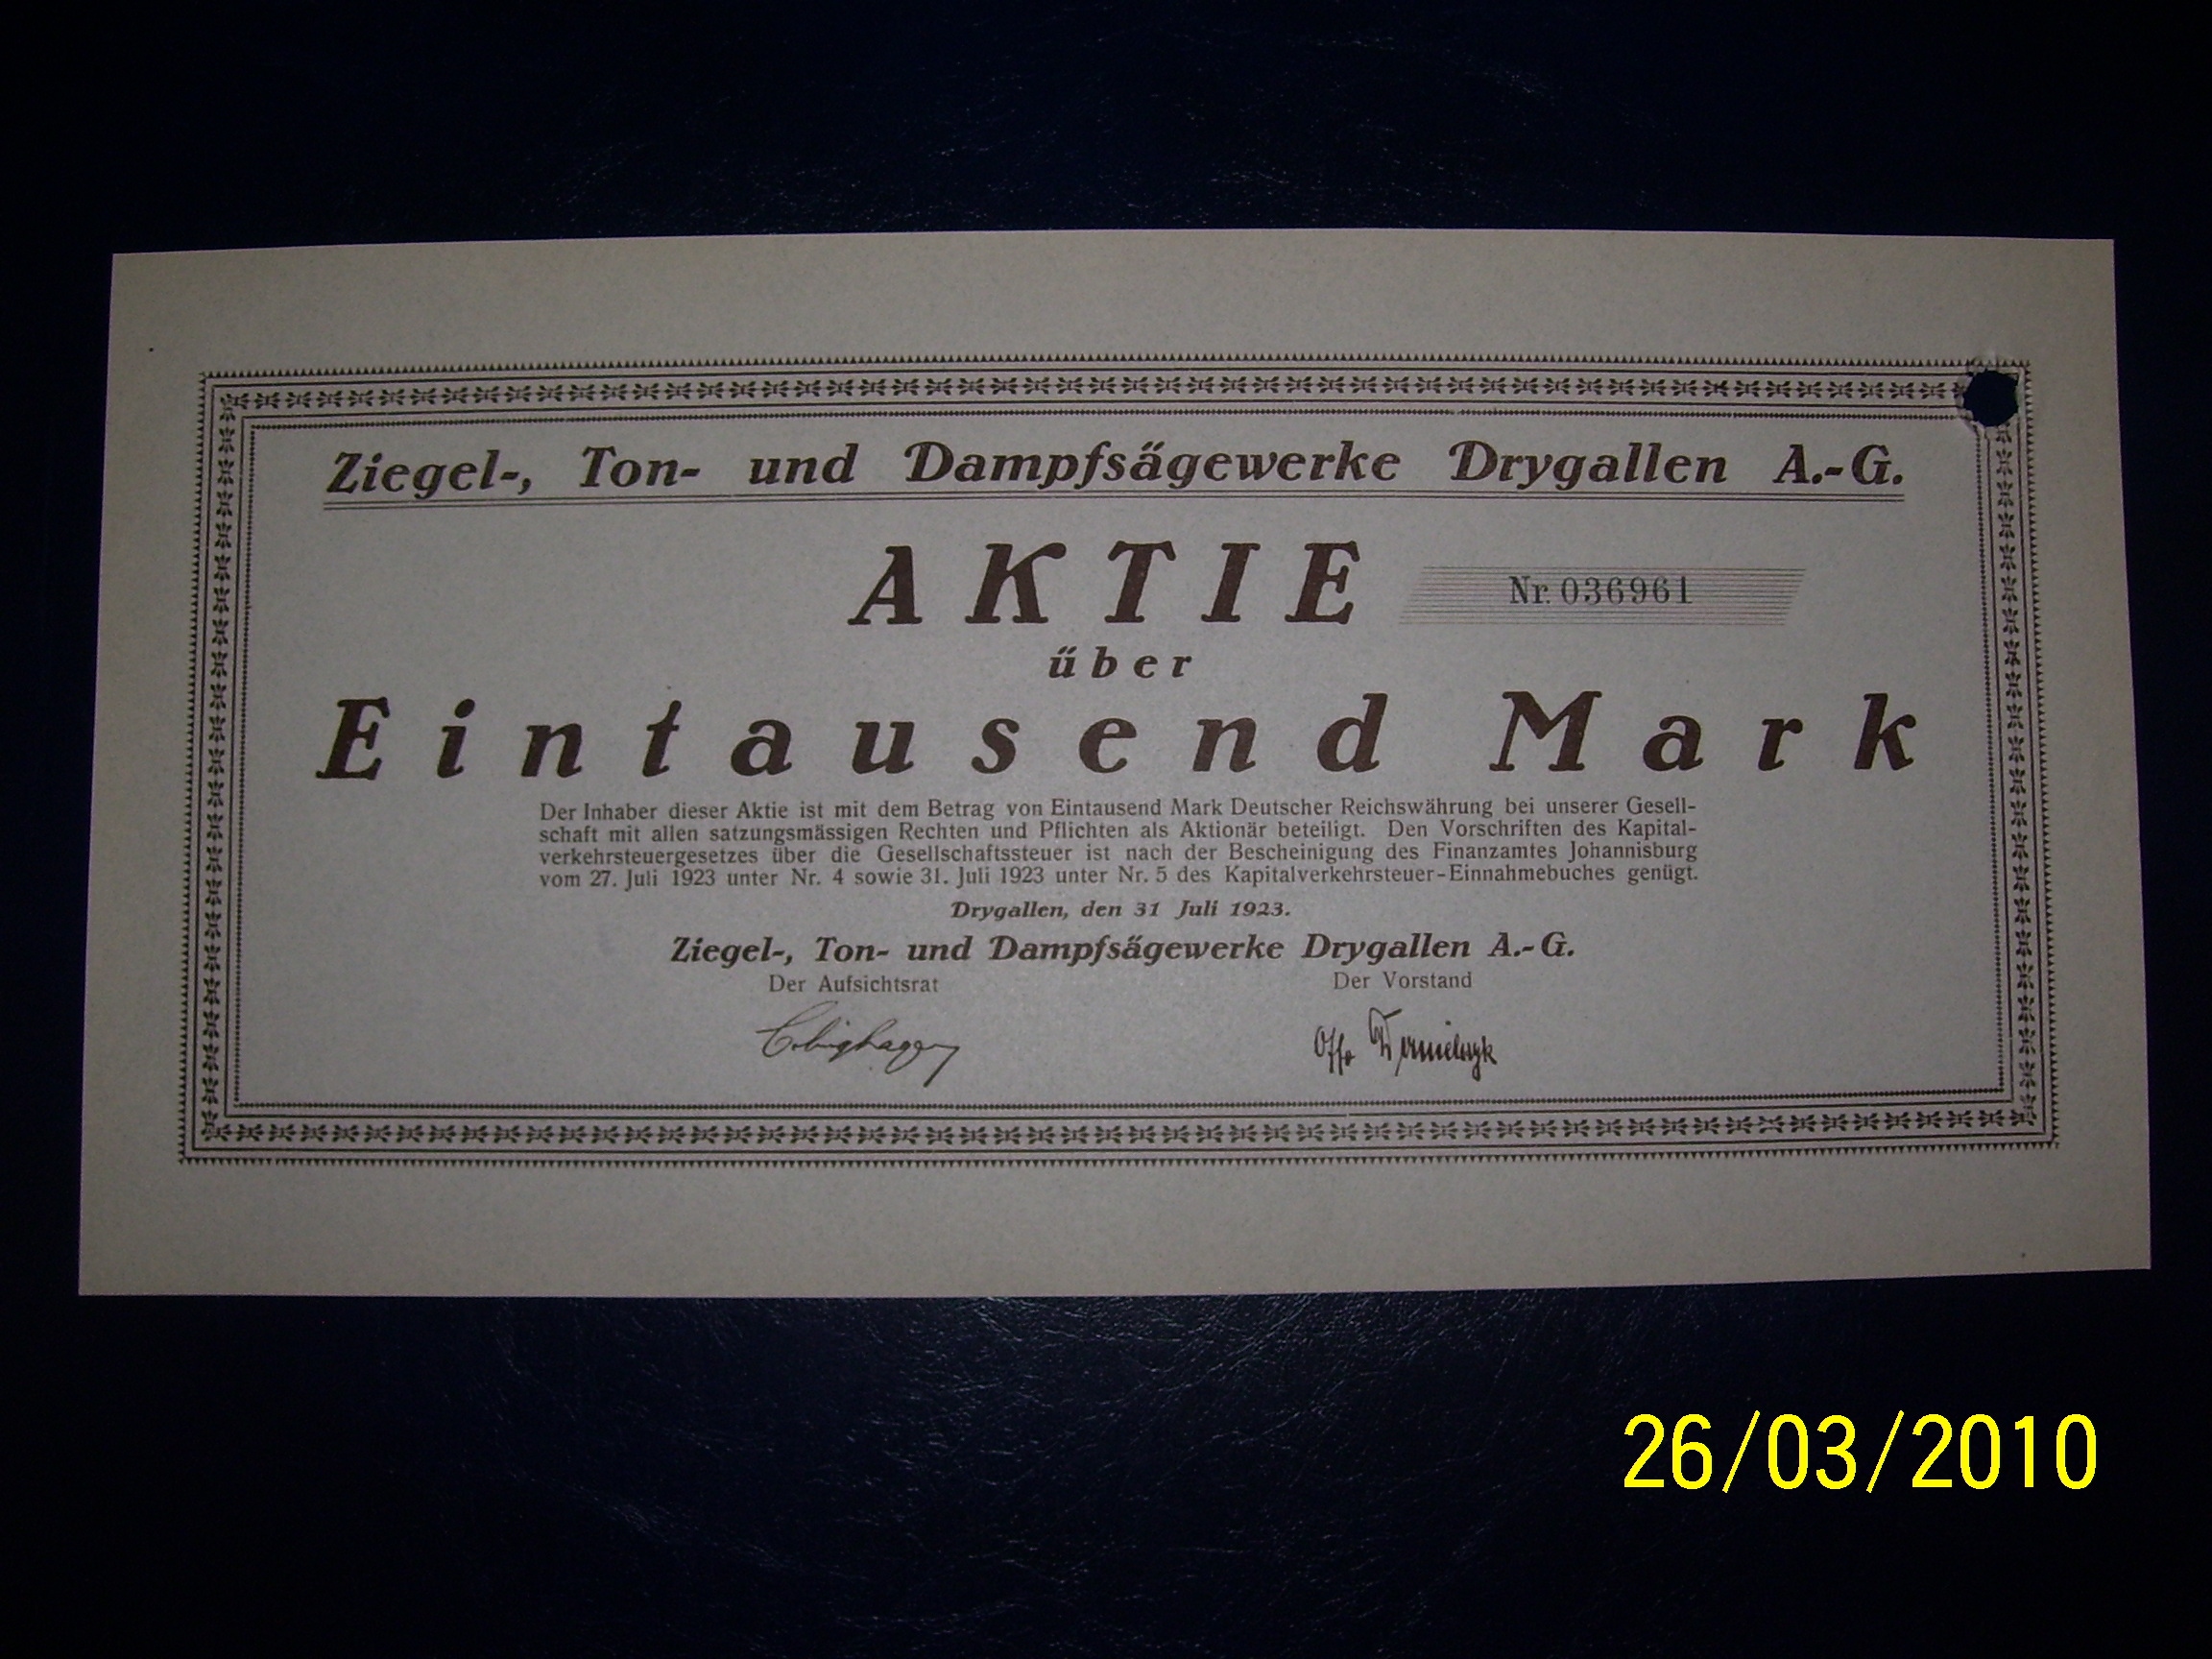 Ziegel-, Ton- und Dampfsägewerke Drygallen A.-G.
AKTIE
Nr. 036961
über
Eintausend Mark
Der Inhaber dieser Aktie ist mit dem Betrag von Eintausend Mark Deutscher Reichswährung bei unserer Gesell-
schaft mit allen satzungsmässigen Rechten und Pflichten als Aktionär beteiligt. Den Vorschriften des Kapital-
verkehrsteuergesetzes über die Gesellschaftssteuer ist nach der Bescheinigung des Finanzamtes Johannisburg
vom 27. Juli 1923 unter Nr. 4 sowie 31. Juli 1923 unter Nr. 5 des Kapitalverkehrsteuer-Einnahmebuches genügt.
Drygallen, den 31 Juli 1923.
Ziegel-, Ton- und Dampfsägewerke Drygallen A.-G.
Der Aufsichtsrat
Der Vorstand
Otto
26/03/2010